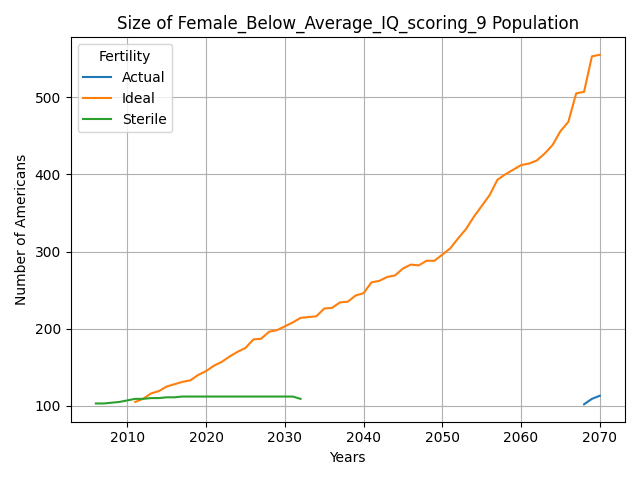 Size of Female_Below_Average_IQ_scoring_9 Population
Fertility
Actual
Ideal
Sterile
Number of Americans
500
400
300
200
100
2010
2020
2030
2040
2050
2060
2070
Years